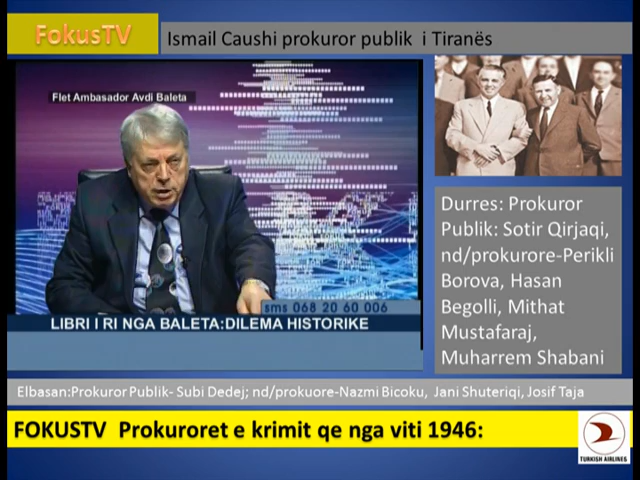 FokusTV
Ismail Caushi prokuror publik i Tiranës
Flet Ambasador Avdi Baleta
sms 068 20 60 006
LIBRI I RI NGA BALETA:DILEMA HISTORIKE
Durres: Prokuror
Publik: Sotir Qirjaqi,
nd/prokurore-Perikli
Borova, Hasan
Begolli, Mithat
Mustafaraj,
Muharrem Shabani
Elbasan:Prokuror Publik- Subi Dedej; nd/prokuore-Nazmi Bicoku, Jani Shuteriqi, Josif Taja
FOKUSTV Prokuroret e krimit qe nga viti 1946:
TURKISH AIRLINES